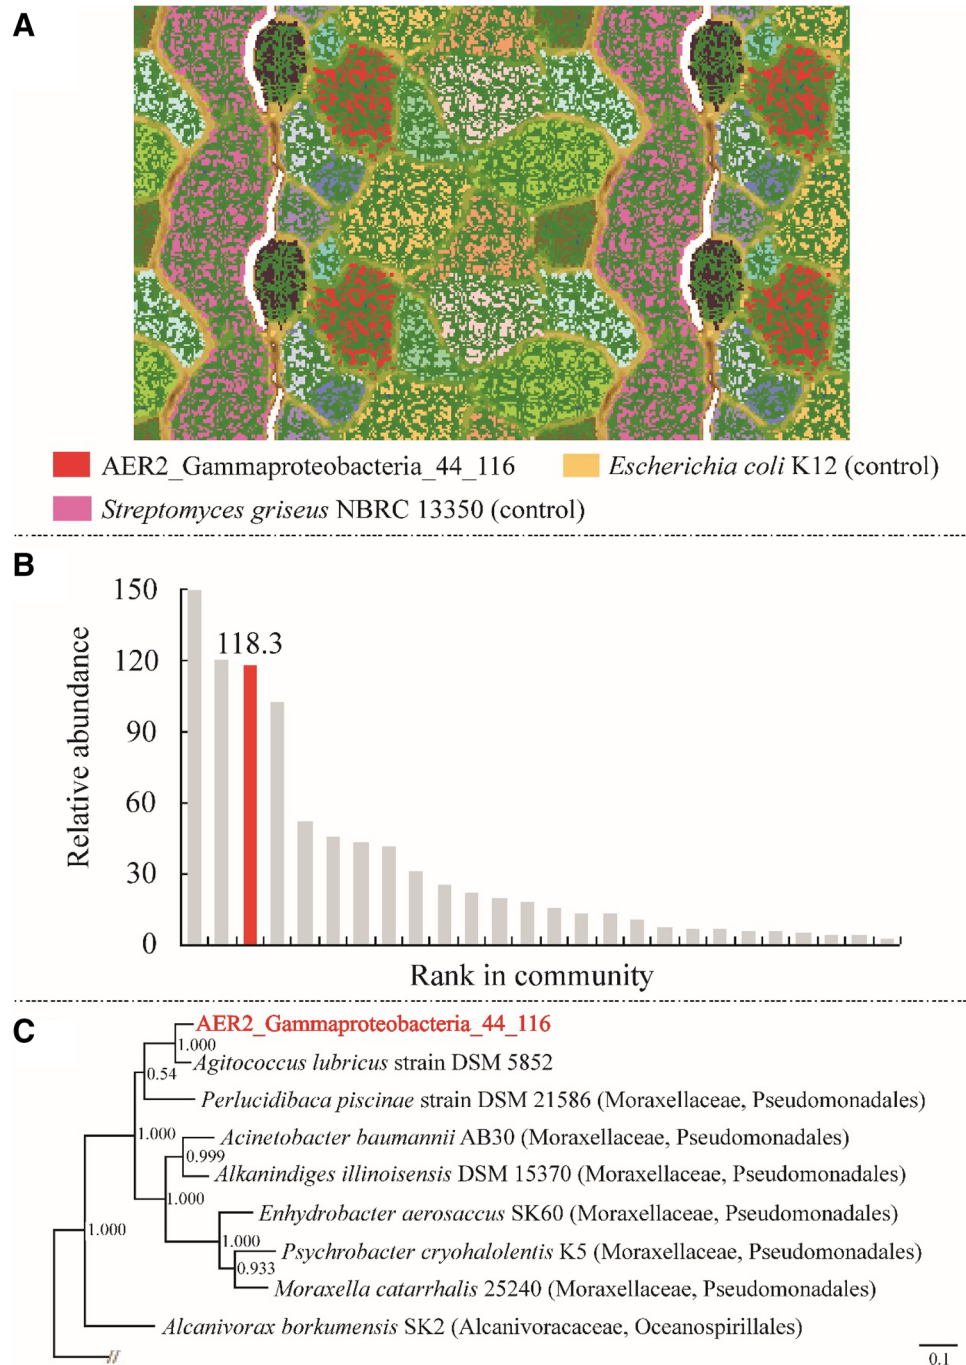 A
AER2_Gammaproteobacteria_44_116
Escherichia coli K12 (control)
Streptomyces griseus NBRC 13350 (control)
B
150
120
90
60
30
0
118.3
Relative abundance
Rank in community
C
AER2_Gammaproteobacteria_44_116
1.000
Agitococcus lubricus strain DSM 5852
0.54
Perlucidibaca piscinae strain DSM 21586 (Moraxellaceae, Pseudomonadales)
1.000
Acinetobacter baumannii AB30 (Moraxellaceae, Pseudomonadales)
0.999
Alkanindiges illinoisensis DSM 15370 (Moraxellaceae, Pseudomonadales)
1.000
Enhydrobacter aerosaccus SK60 (Moraxellaceae, Pseudomonadales)
1.000
1.000
Psychrobacter cryohalolentis K5 (Moraxellaceae, Pseudomonadales)
0.933
Moraxella catarrhalis 25240 (Moraxellaceae, Pseudomonadales)
Alcanivorax borkumensis SK2 (Alcanivoracaceae, Oceanospirillales)
0.1